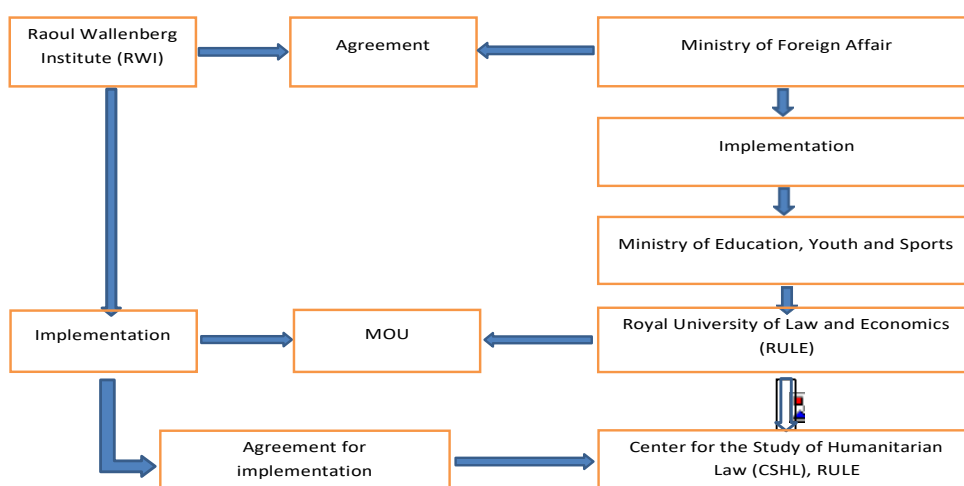 Raoul Wallenberg
Institute (RWI)
Agreement
Ministry of Foreign Affair
Implementation
Ministry of Education, Youth and Sports
Implementation
MOU
Royal University of Law and Economics
(RULE)
Agreement for
implementation
Center for the Study of Humanitarian
Law (CSHL), RULE